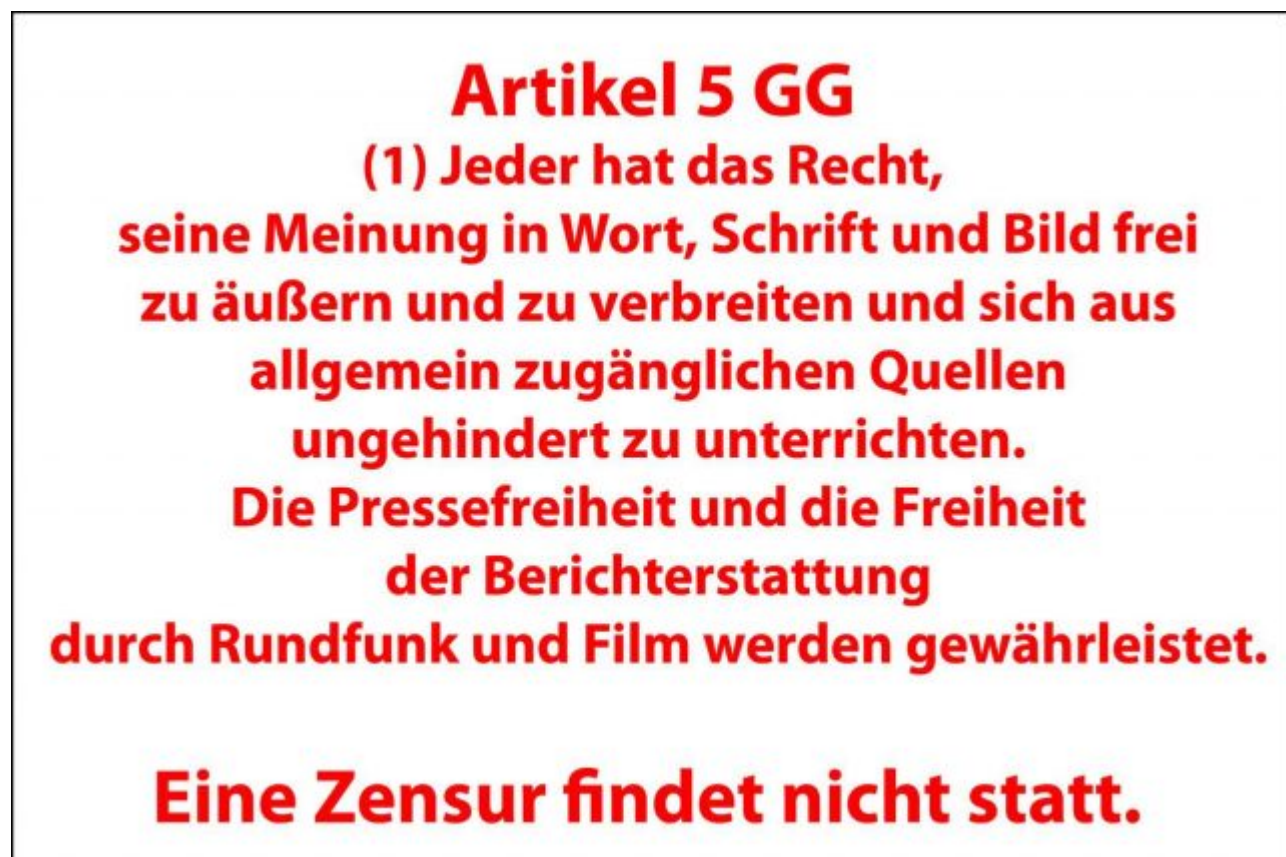 Artikel 5 GG
(1) Jeder hat das Recht,
seine Meinung in Wort, Schrift und Bild frei
zu äußern und zu verbreiten und sich aus
allgemein zugänglichen Quellen
ungehindert zu unterrichten.
Die Pressefreiheit und die Freiheit
der Berichterstattung
durch Rundfunk und Film werden gewährleistet.
Eine Zensur findet nicht statt.